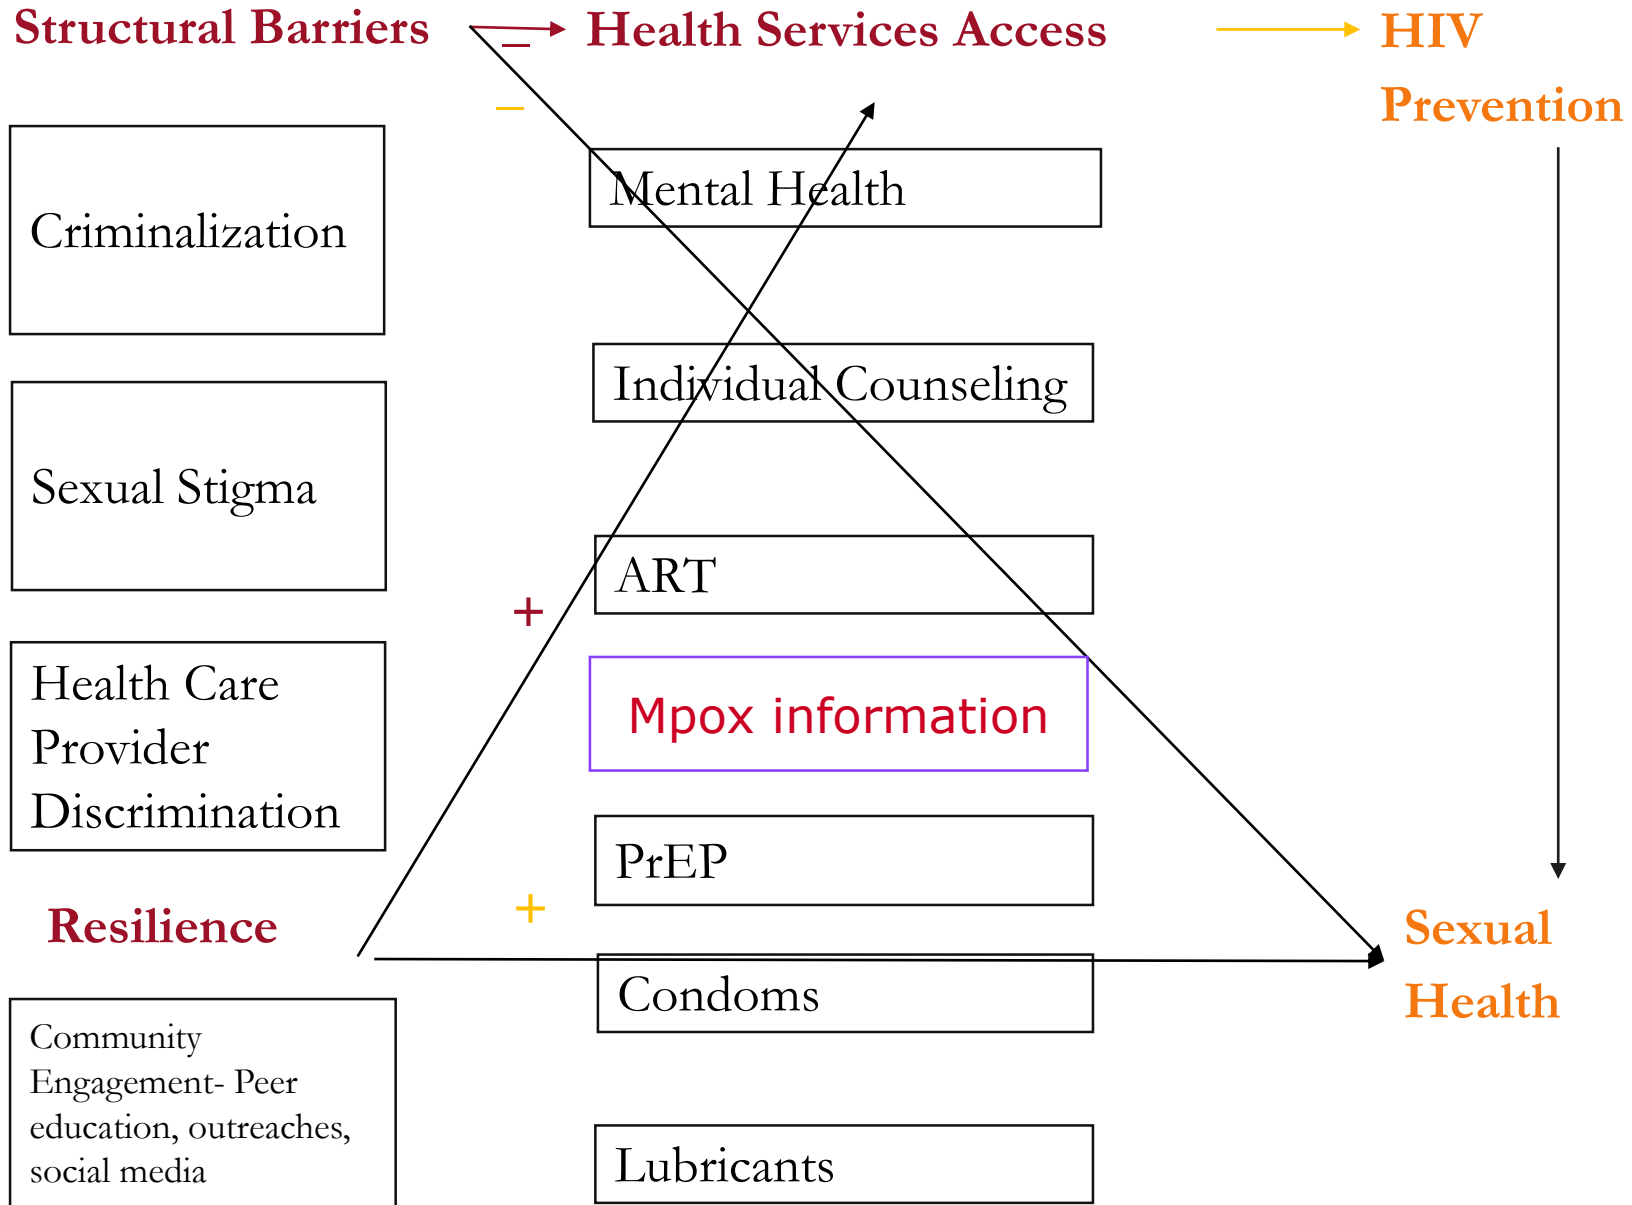 Structural Barriers
Health Services Access
HIV
Prevention
–
–
Criminalization
Sexual Stigma
Health Care
Provider
Discrimination
Resilience
Community
Engagement- Peer
education, outreaches,
social media
Mental Health
Individual Counseling
ART
+
Mpox information
PrEP
+
Condoms
Lubricants
Sexual
Health